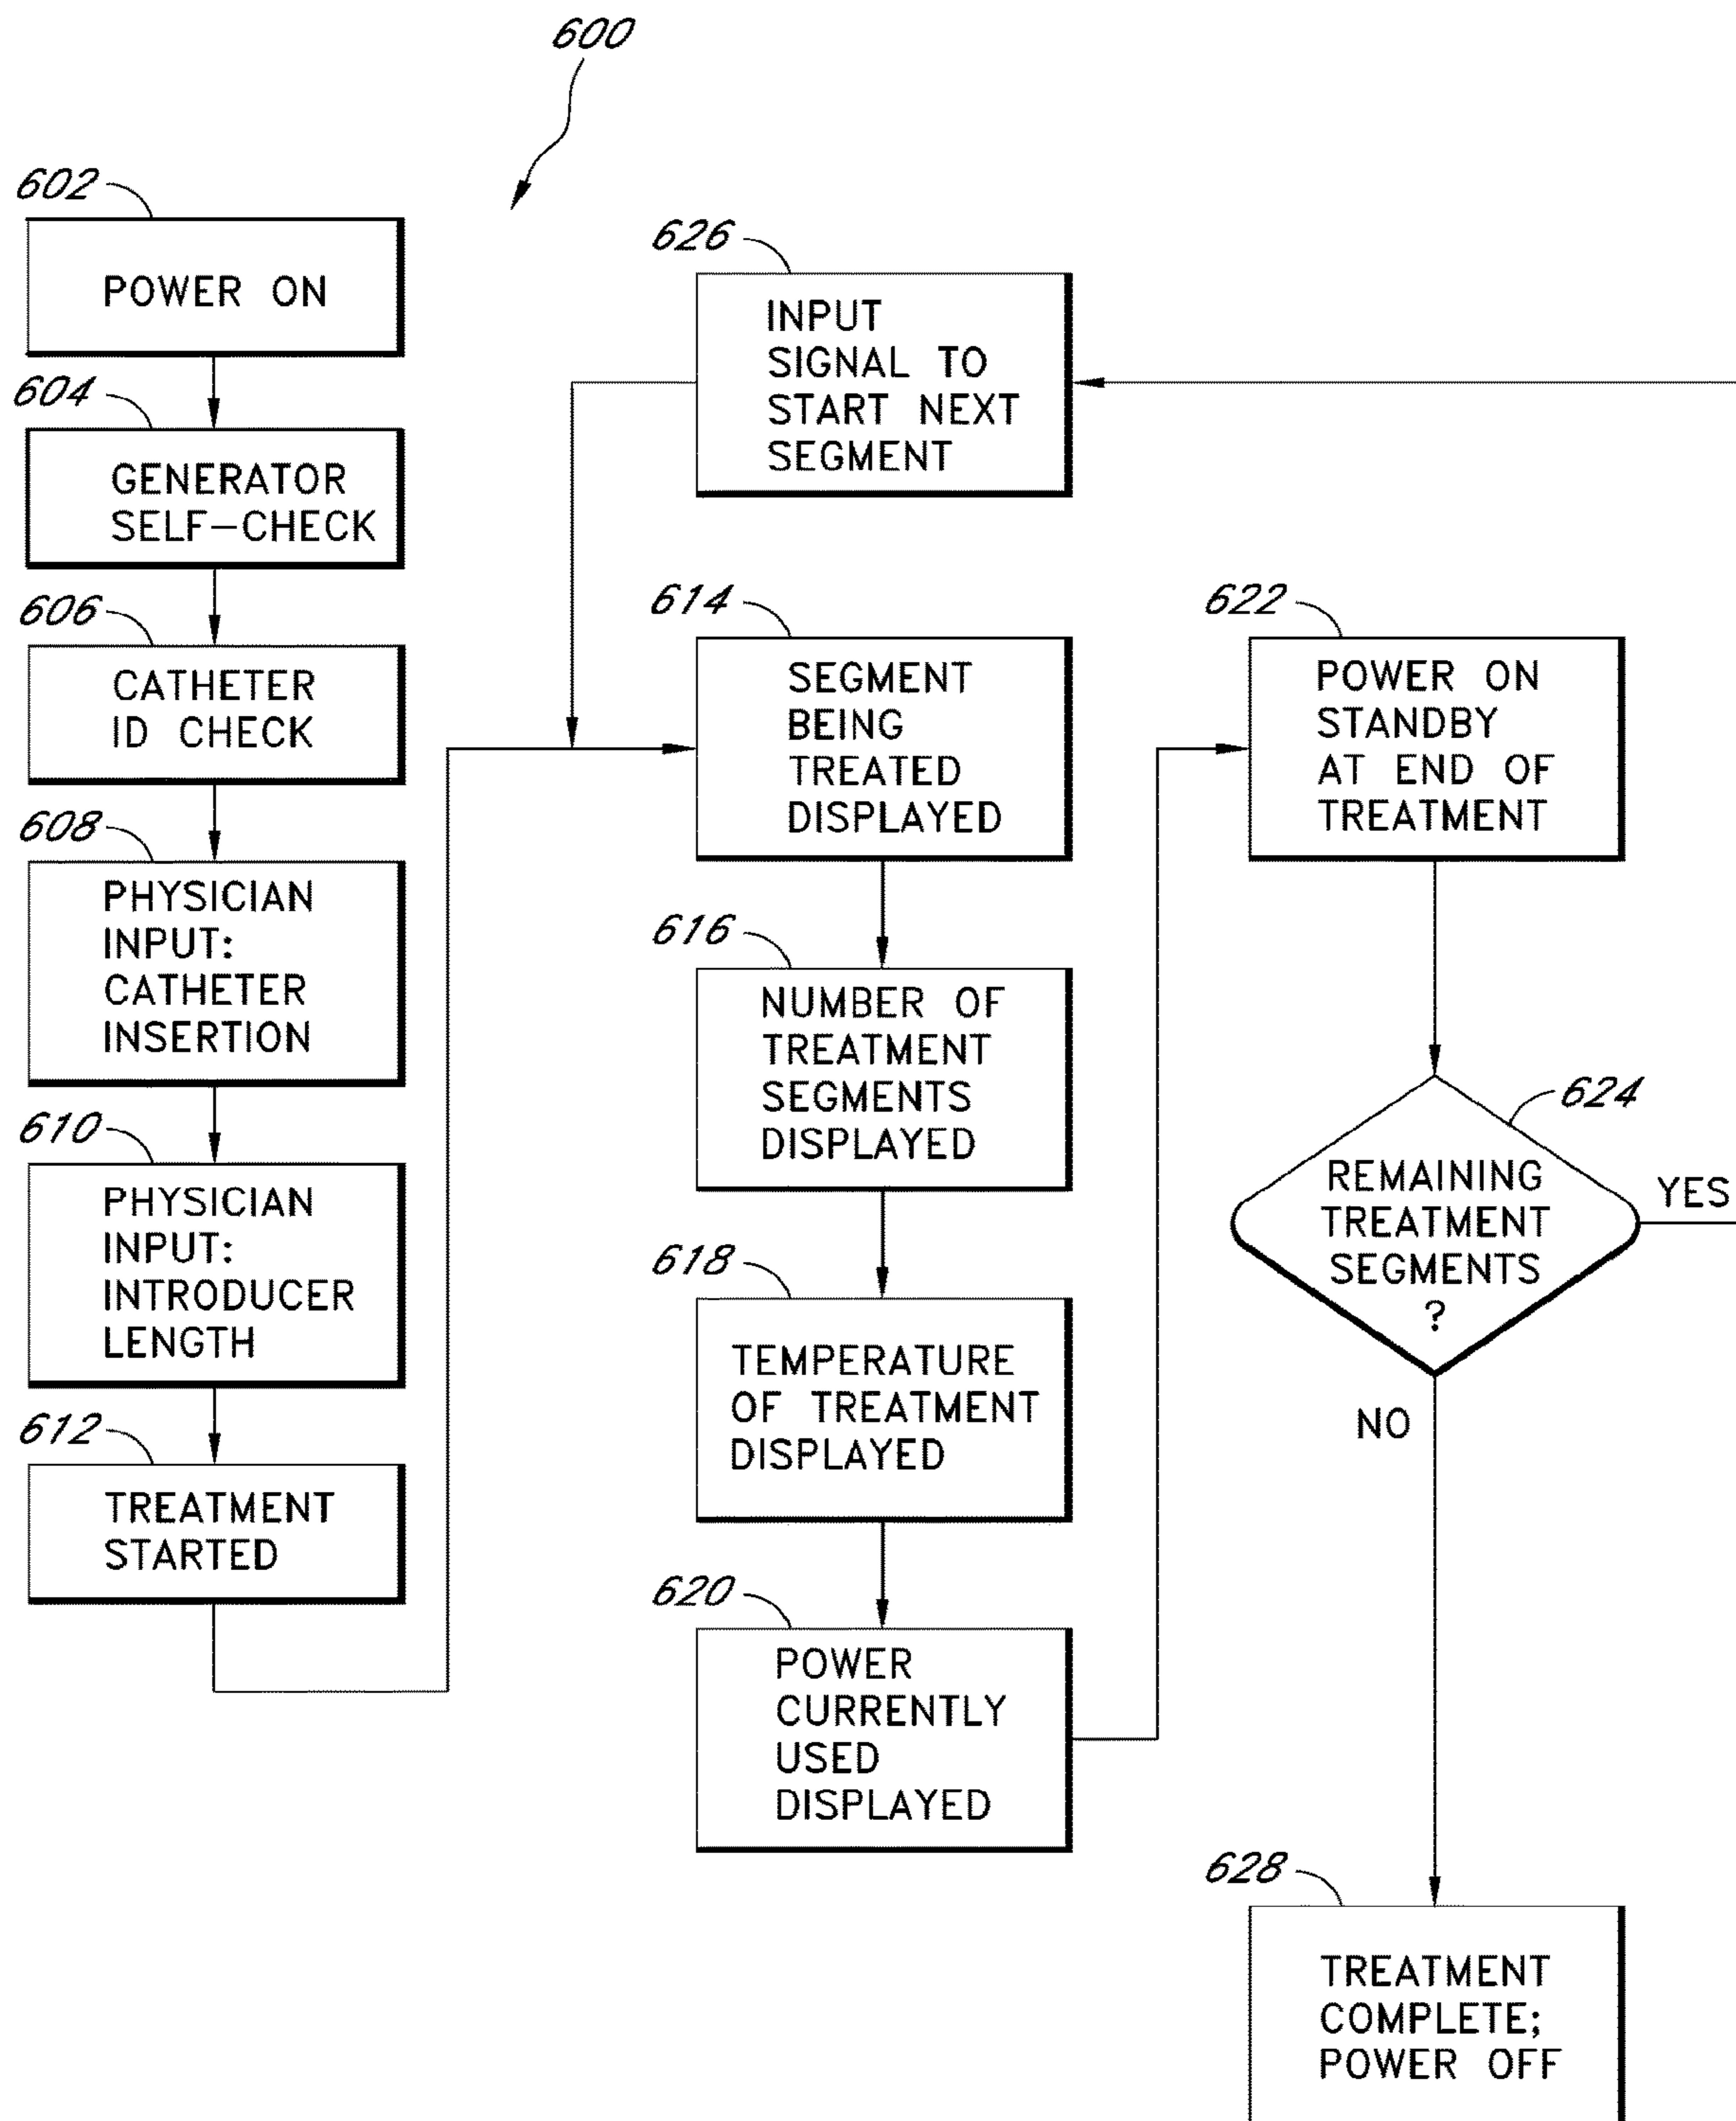 600
602
POWER ON
604
GENERATOR
SELF-CHECK
606
CATHETER
ID CHECK
608
PHYSICIAN
INPUT:
CATHETER
INSERTION
610
PHYSICIAN
INPUT:
INTRODUCER
LENGTH
612
TREATMENT
STARTED
626
INPUT
SIGNAL TO
START NEXT
SEGMENT
614
SEGMENT
BEING
TREATED
DISPLAYED
616
NUMBER OF
TREATMENT
SEGMENTS
DISPLAYED
618
TEMPERATURE
OF TREATMENT
DISPLAYED
620
POWER
CURRENTLY
USED
DISPLAYED
622
POWER ON
STANDBY
AT END OF
TREATMENT
624
REMAINING
TREATMENT
SEGMENTS
?
YES
NO
628
TREATMENT
COMPLETE;
POWER OFF